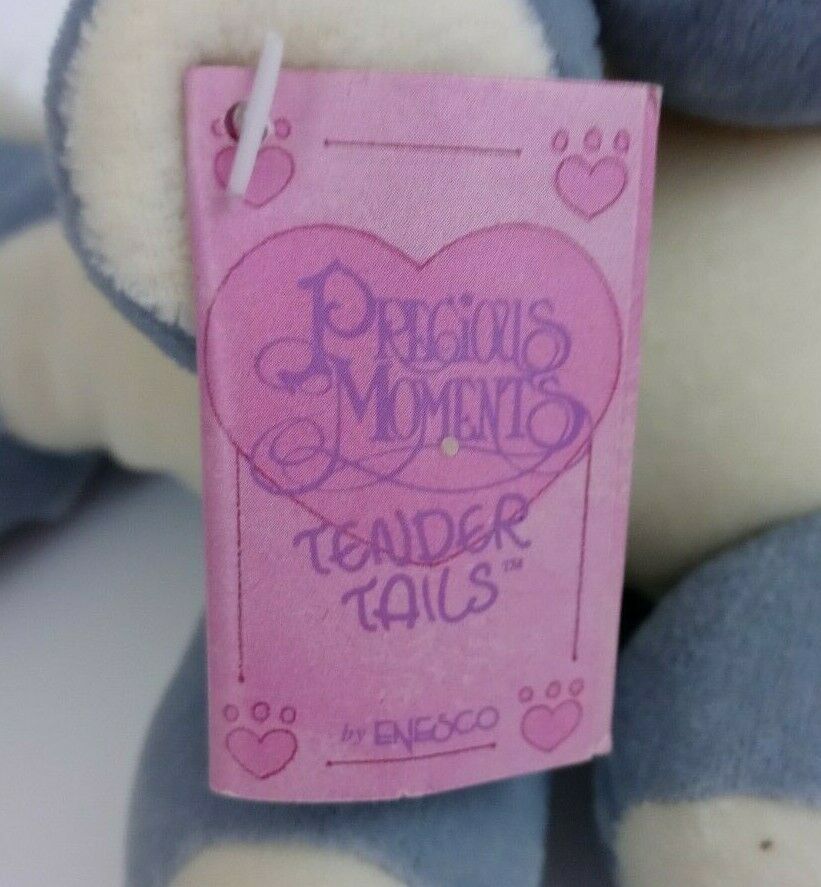 PRECIOUS
MOMENTS
TENDER
TAILS™
by ENESCO